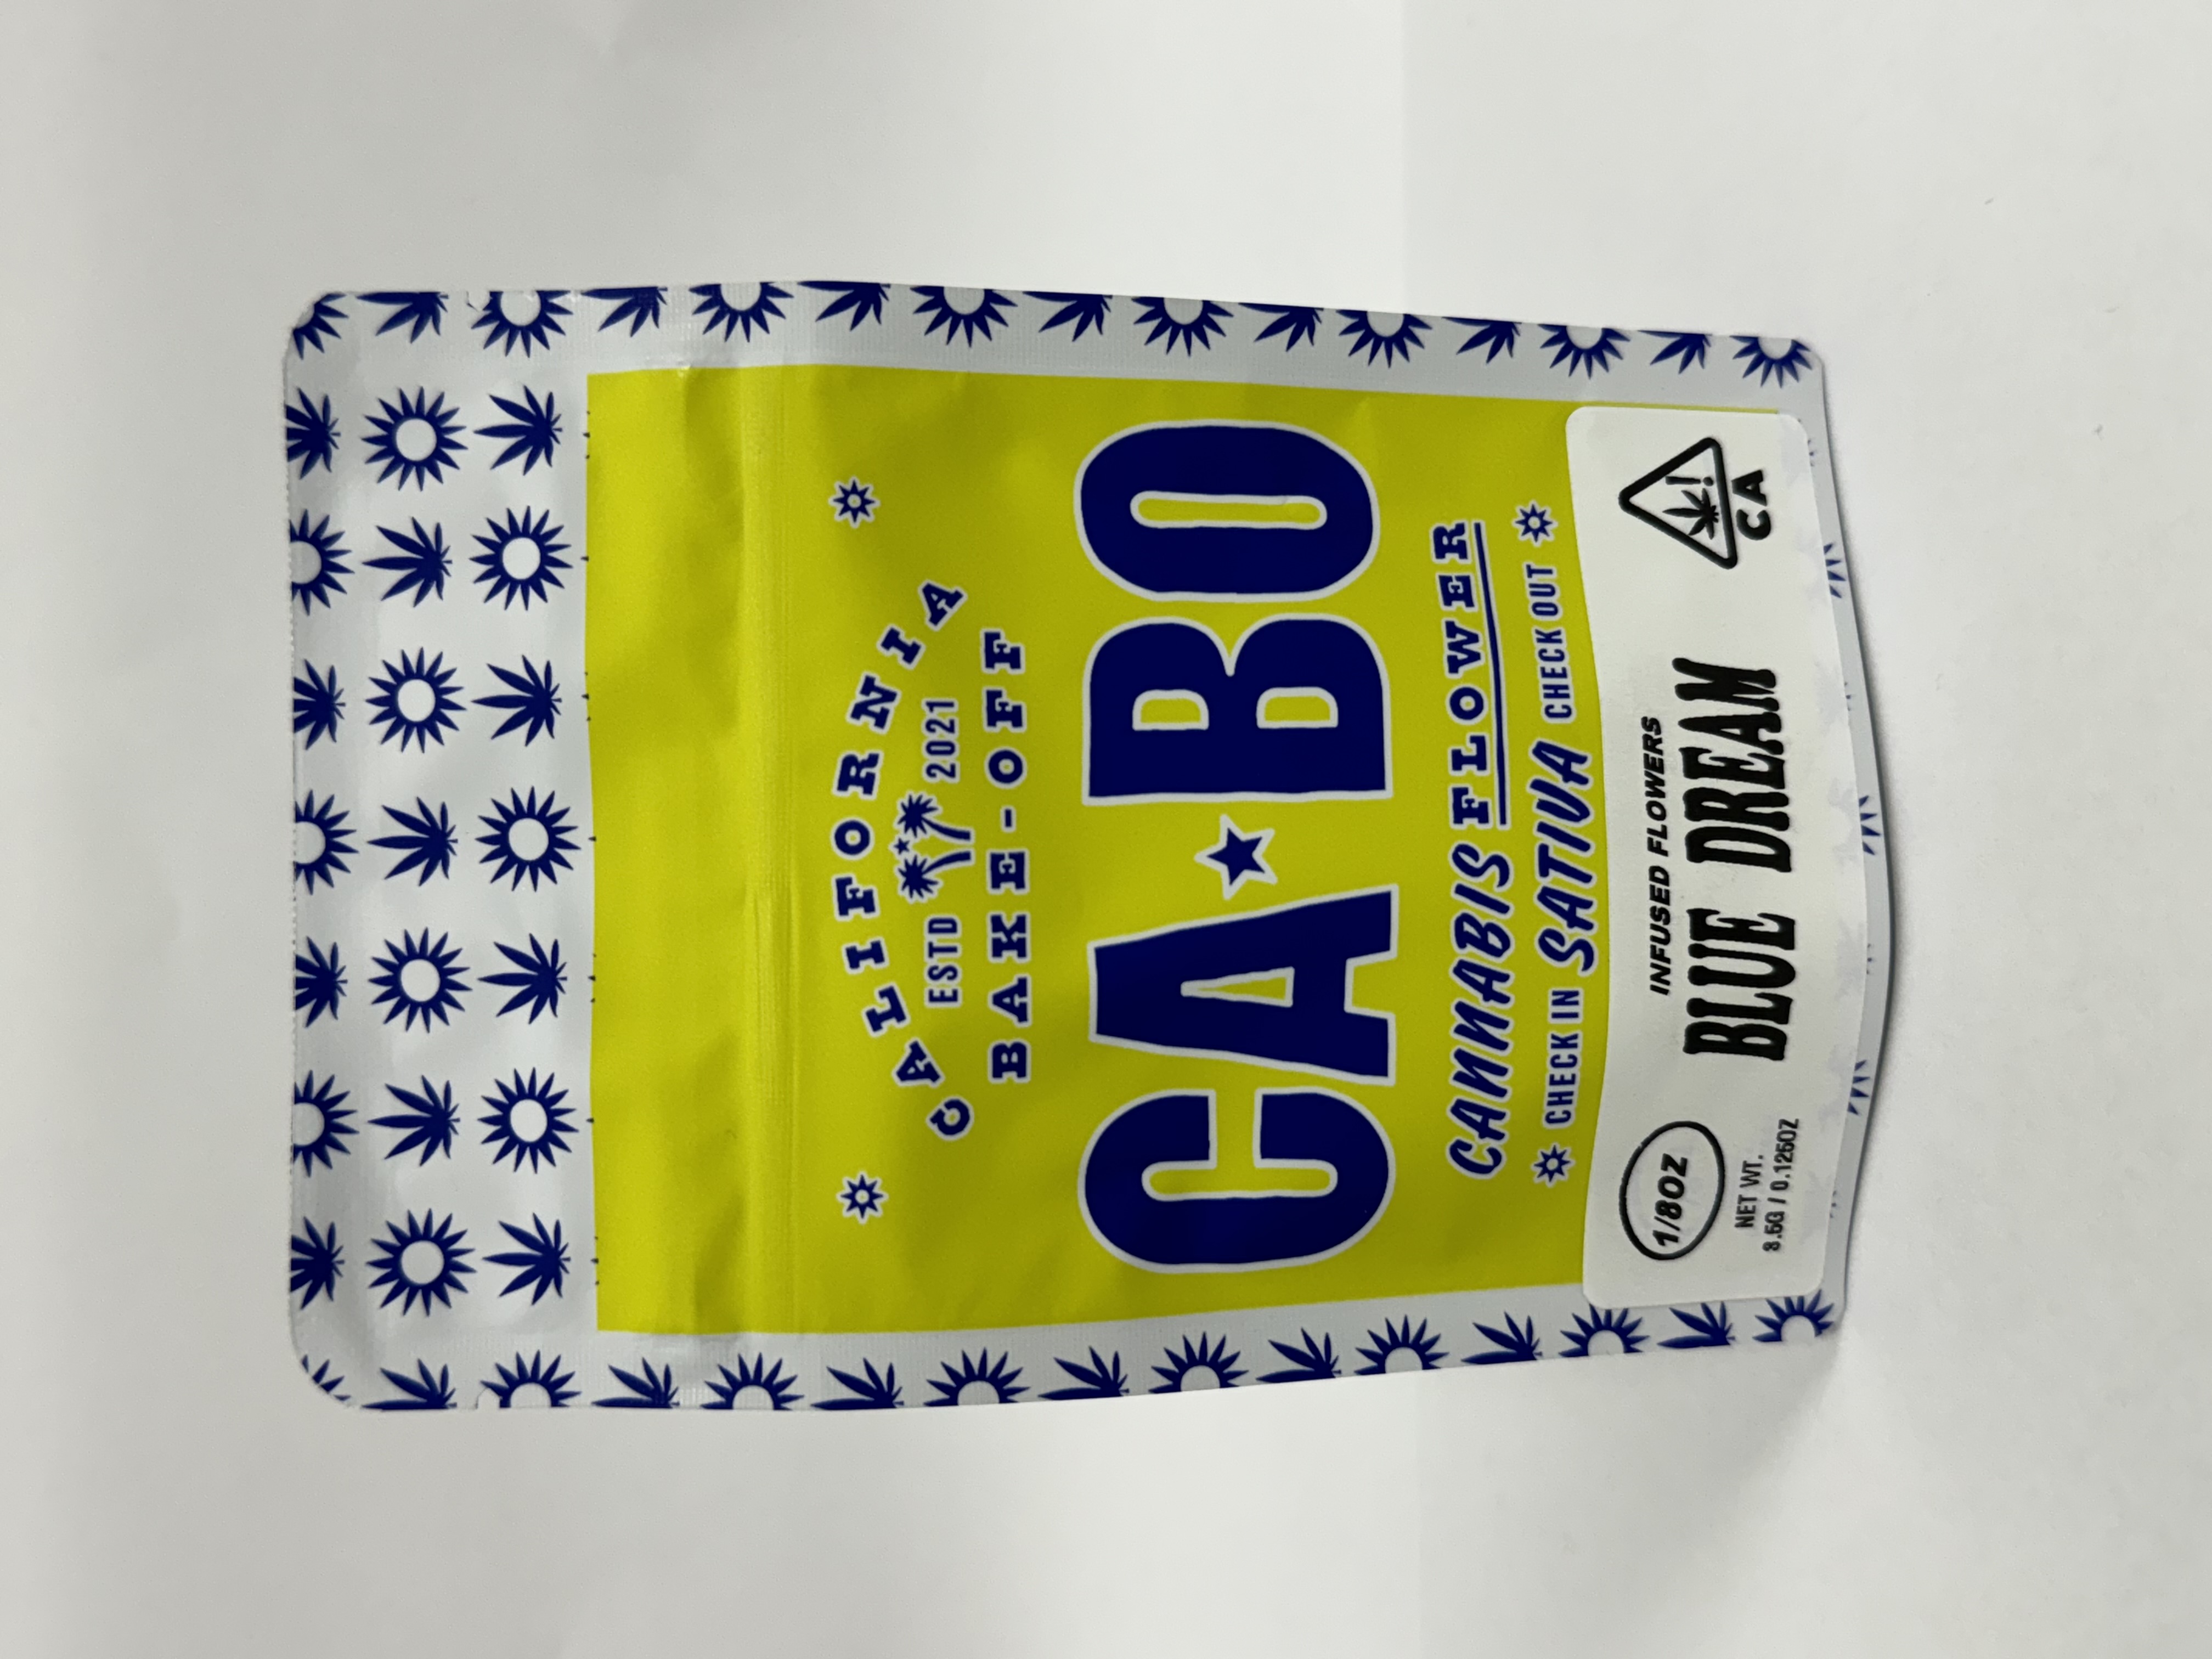 CALIFORNIA
ESTD 2021
BAKE-OFF
CA★BO
CANNABIS FLOWER
CHECK IN SATIVA CHECK OUT
INFUSED FLOWERS
BLUE DREAM
1/8OZ
NET WT.
3.5G / 0.125OZ
CA